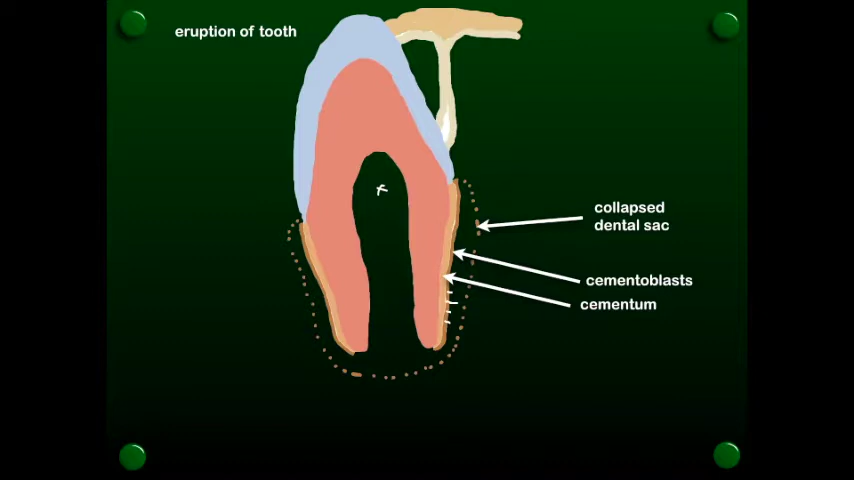 eruption of tooth
collapsed
dental sac
cementoblasts
cementum